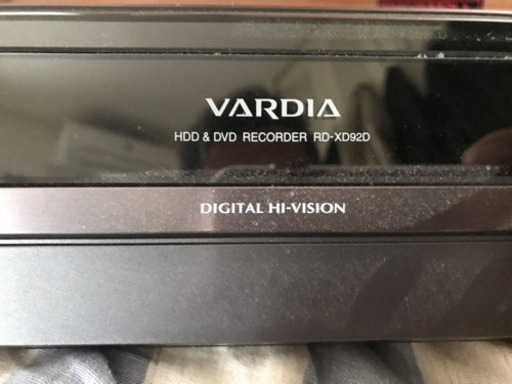 VARDIA
HDD & DVD RECORDER RD-XD92D
DIGITAL HI-VISION